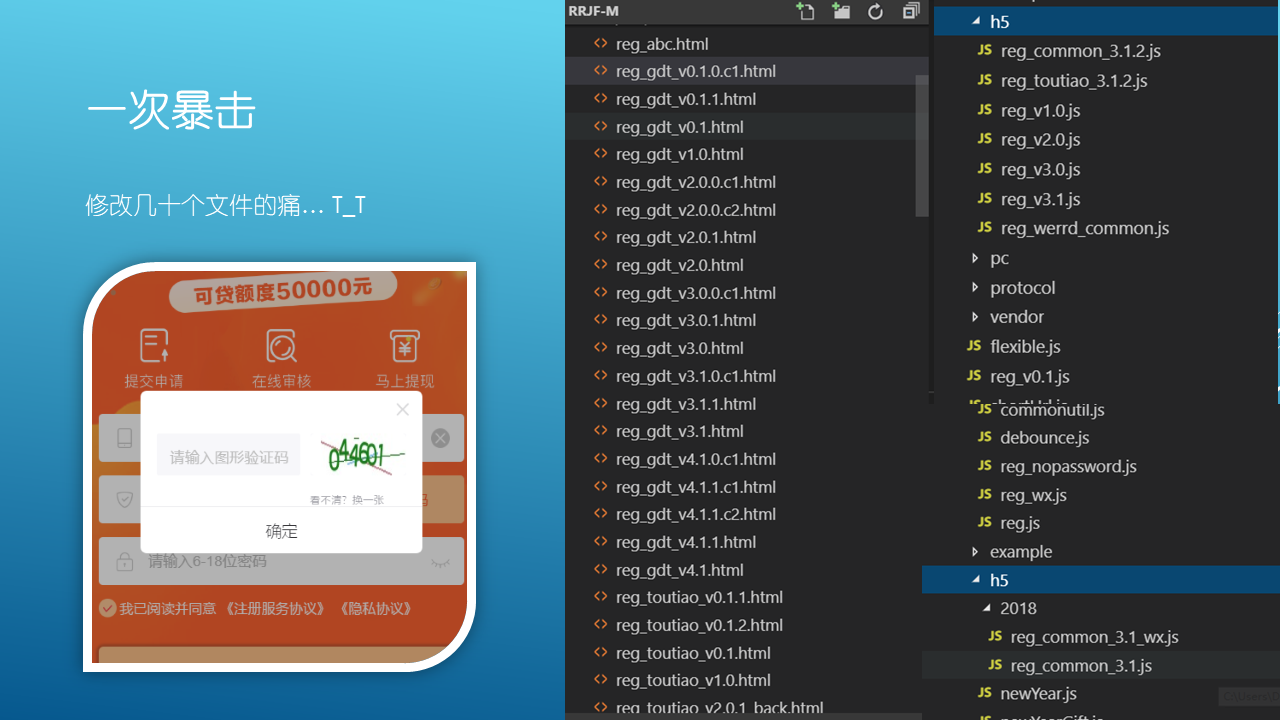 一次暴击
修改几十个文件的痛... T_T
可贷额度50000元
提交申请
在线审核
马上提现
请输入图形验证码
044601
看不清？换一张
码
确定
请输入6-18位密码
我已阅读并同意《注册服务协议》《隐私协议》
RRJF-M
reg_abc.html
reg_gdt_v0.1.0.c1.html
reg_gdt_v0.1.1.html
reg_gdt_v0.1.html
reg_gdt_v1.0.html
reg_gdt_v2.0.0.c1.html
reg_gdt_v2.0.0.c2.html
reg_gdt_v2.0.1.html
reg_gdt_v2.0.html
reg_gdt_v3.0.0.c1.html
reg_gdt_v3.0.1.html
reg_gdt_v3.0.html
reg_gdt_v3.1.0.c1.html
reg_gdt_v3.1.1.html
reg_gdt_v3.1.html
reg_gdt_v4.1.0.c1.html
reg_gdt_v4.1.1.c1.html
reg_gdt_v4.1.1.c2.html
reg_gdt_v4.1.1.html
reg_gdt_v4.1.html
reg_toutiao_v0.1.1.html
reg_toutiao_v0.1.2.html
reg_toutiao_v0.1.html
reg_toutiao_v1.0.html
reg_toutiao_v2.0.1_back.html
h5
JS reg_common_3.1.2.js
JS reg_toutiao_3.1.2.js
JS reg_v1.0.js
JS reg_v2.0.js
JS reg_v3.0.js
JS reg_v3.1.js
JS reg_werrd_common.js
pc
protocol
vendor
JS flexible.js
JS reg_v0.1.js
JS shortUrl.js
JS commonutil.js
JS debounce.js
JS reg_nopassword.js
JS reg_wx.js
JS reg.js
example
h5
2018
JS reg_common_3.1_wx.js
JS reg_common_3.1.js
JS newYear.js
JS newYearGift.js